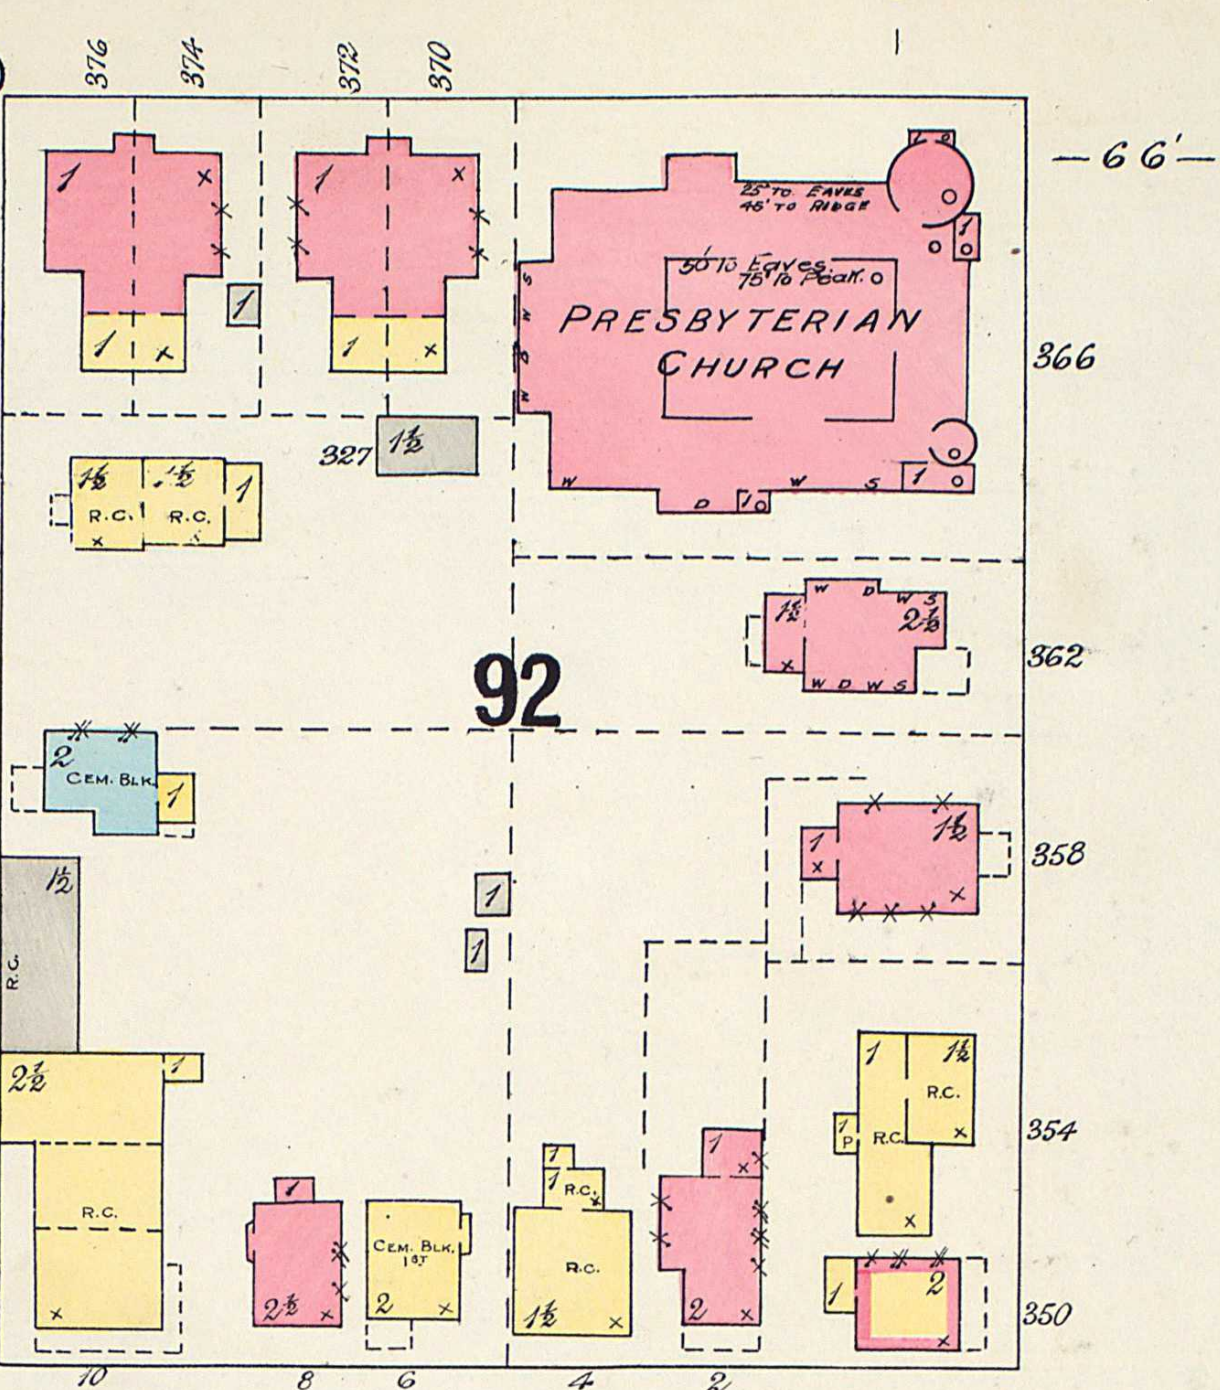 376 374 372 370
66'
1 1
25' TO EAVES
45' TO RIDGE
1
50' To Eaves.
75' To Peak.
1
PRESBYTERIAN
CHURCH
366
1 1
S
W
D
W
327 1½
1½ 1½ 1
R.C. R.C.
W W S 1
D 1
W D W S
1½ 2½
362
W D W S
92
2
CEM. BLK.
1
1½
358
1
1½
1
R.C.
1
2½ 1
1 1½
R.C.
354
1
P
R.C.
1
1
1
R.C.
R.C.
1
CEM. BLK.
1ST
R.C.
2
1
350
2½ 2 1½ 2
10 8 6 4 2